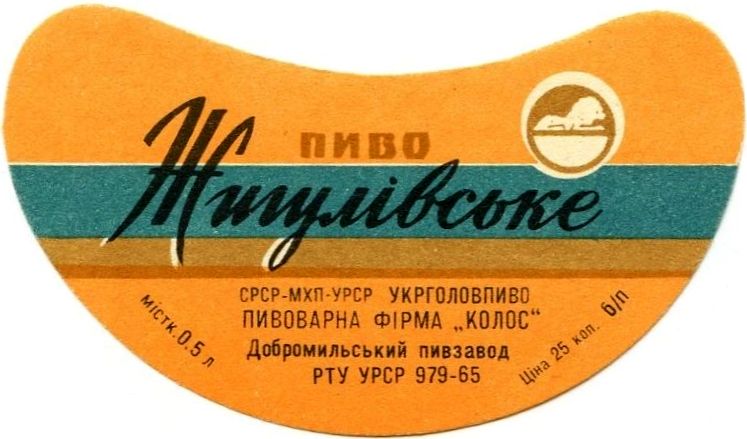 ПИВО
Жигулівське
СРСР-МХП-УРСР УКРГОЛОВПИВО
ПИВОВАРНА ФІРМА „КОЛОС“
Добромильський пивзавод
РТУ УРСР 979-65
МІСТК. 0,5 л
Ціна 25 коп. б/п